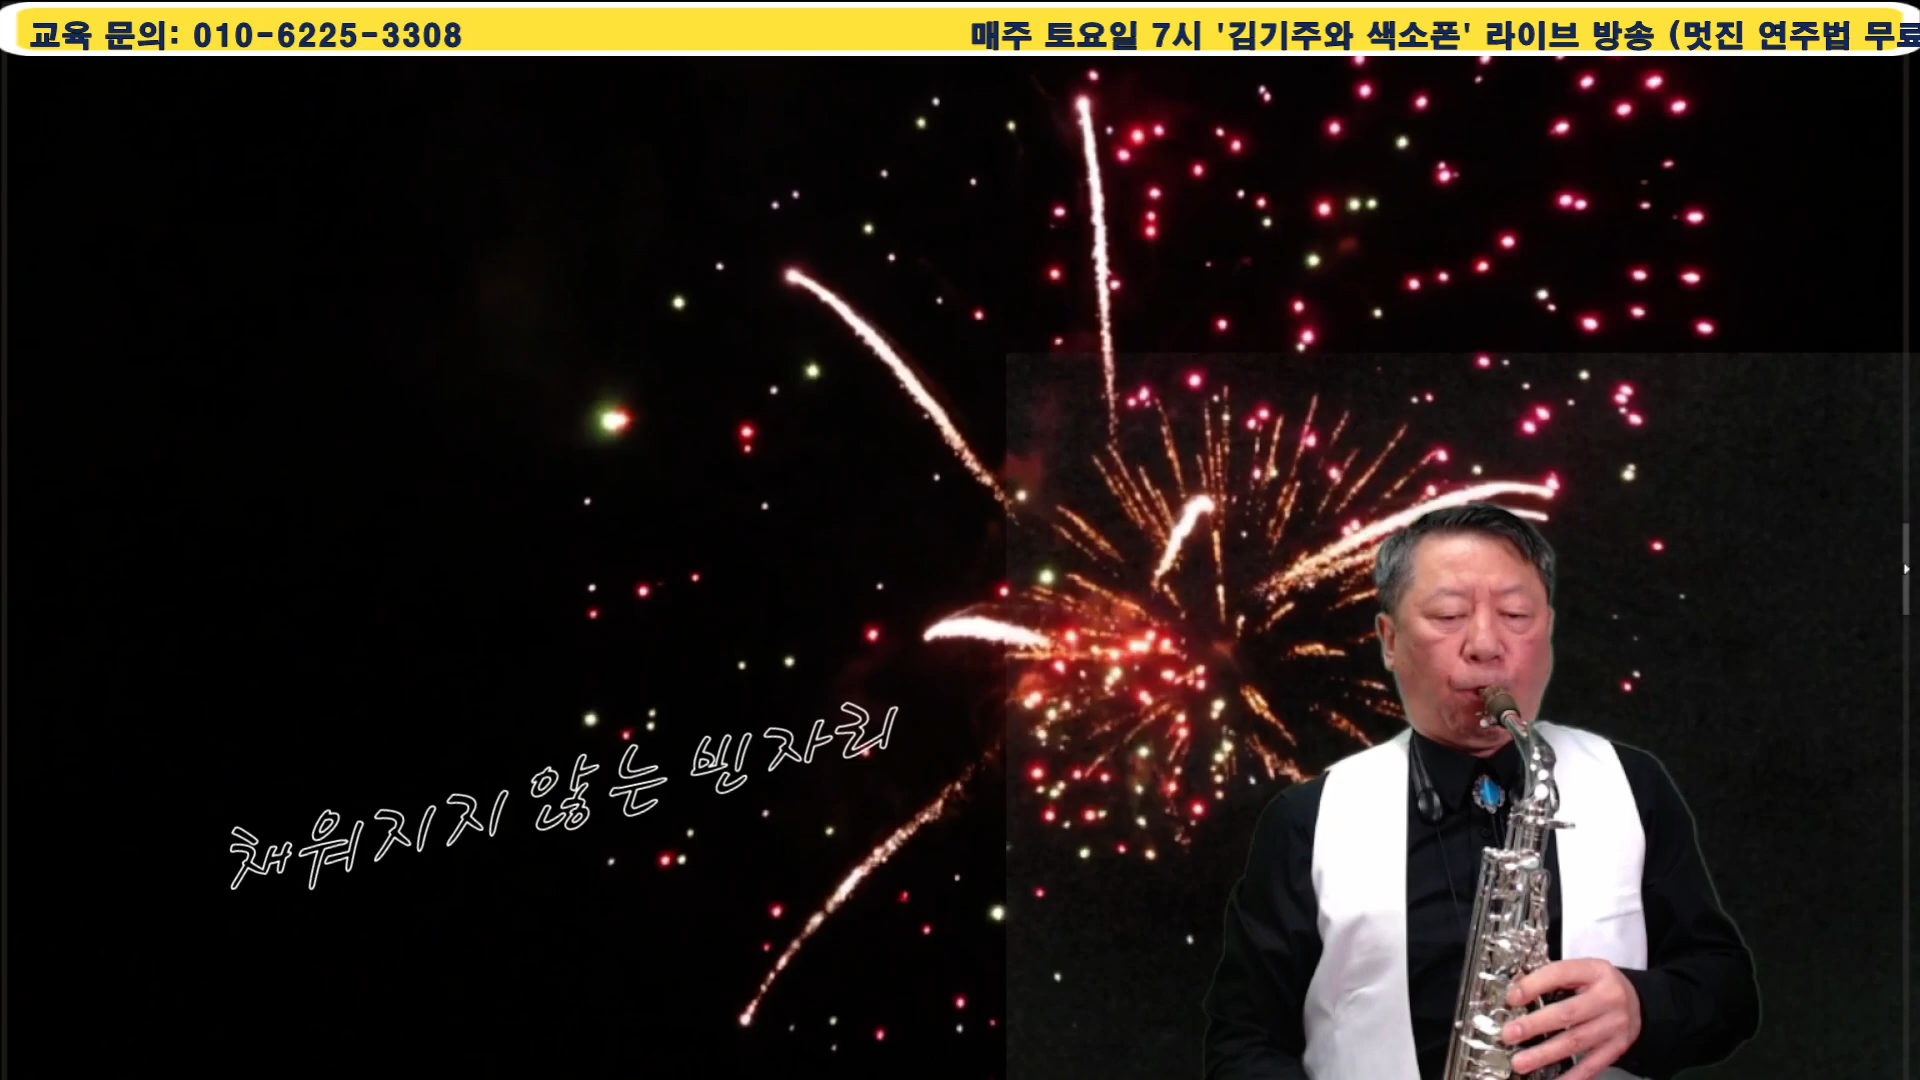 교육 문의: 010-6225-3308
매주 토요일 7시 '김기주와 색소폰' 라이브 방송 (멋진 연주법 무료
채워지지 않는 빈자리